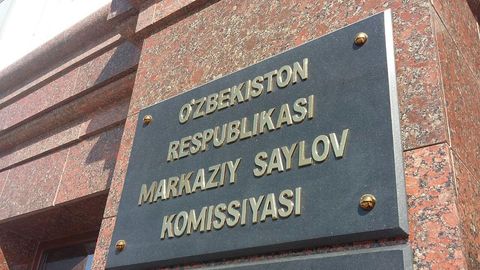 O'ZBEKISTON
RESPUBLIKASI
MARKAZIY SAYLOV
KOMISSIYASI